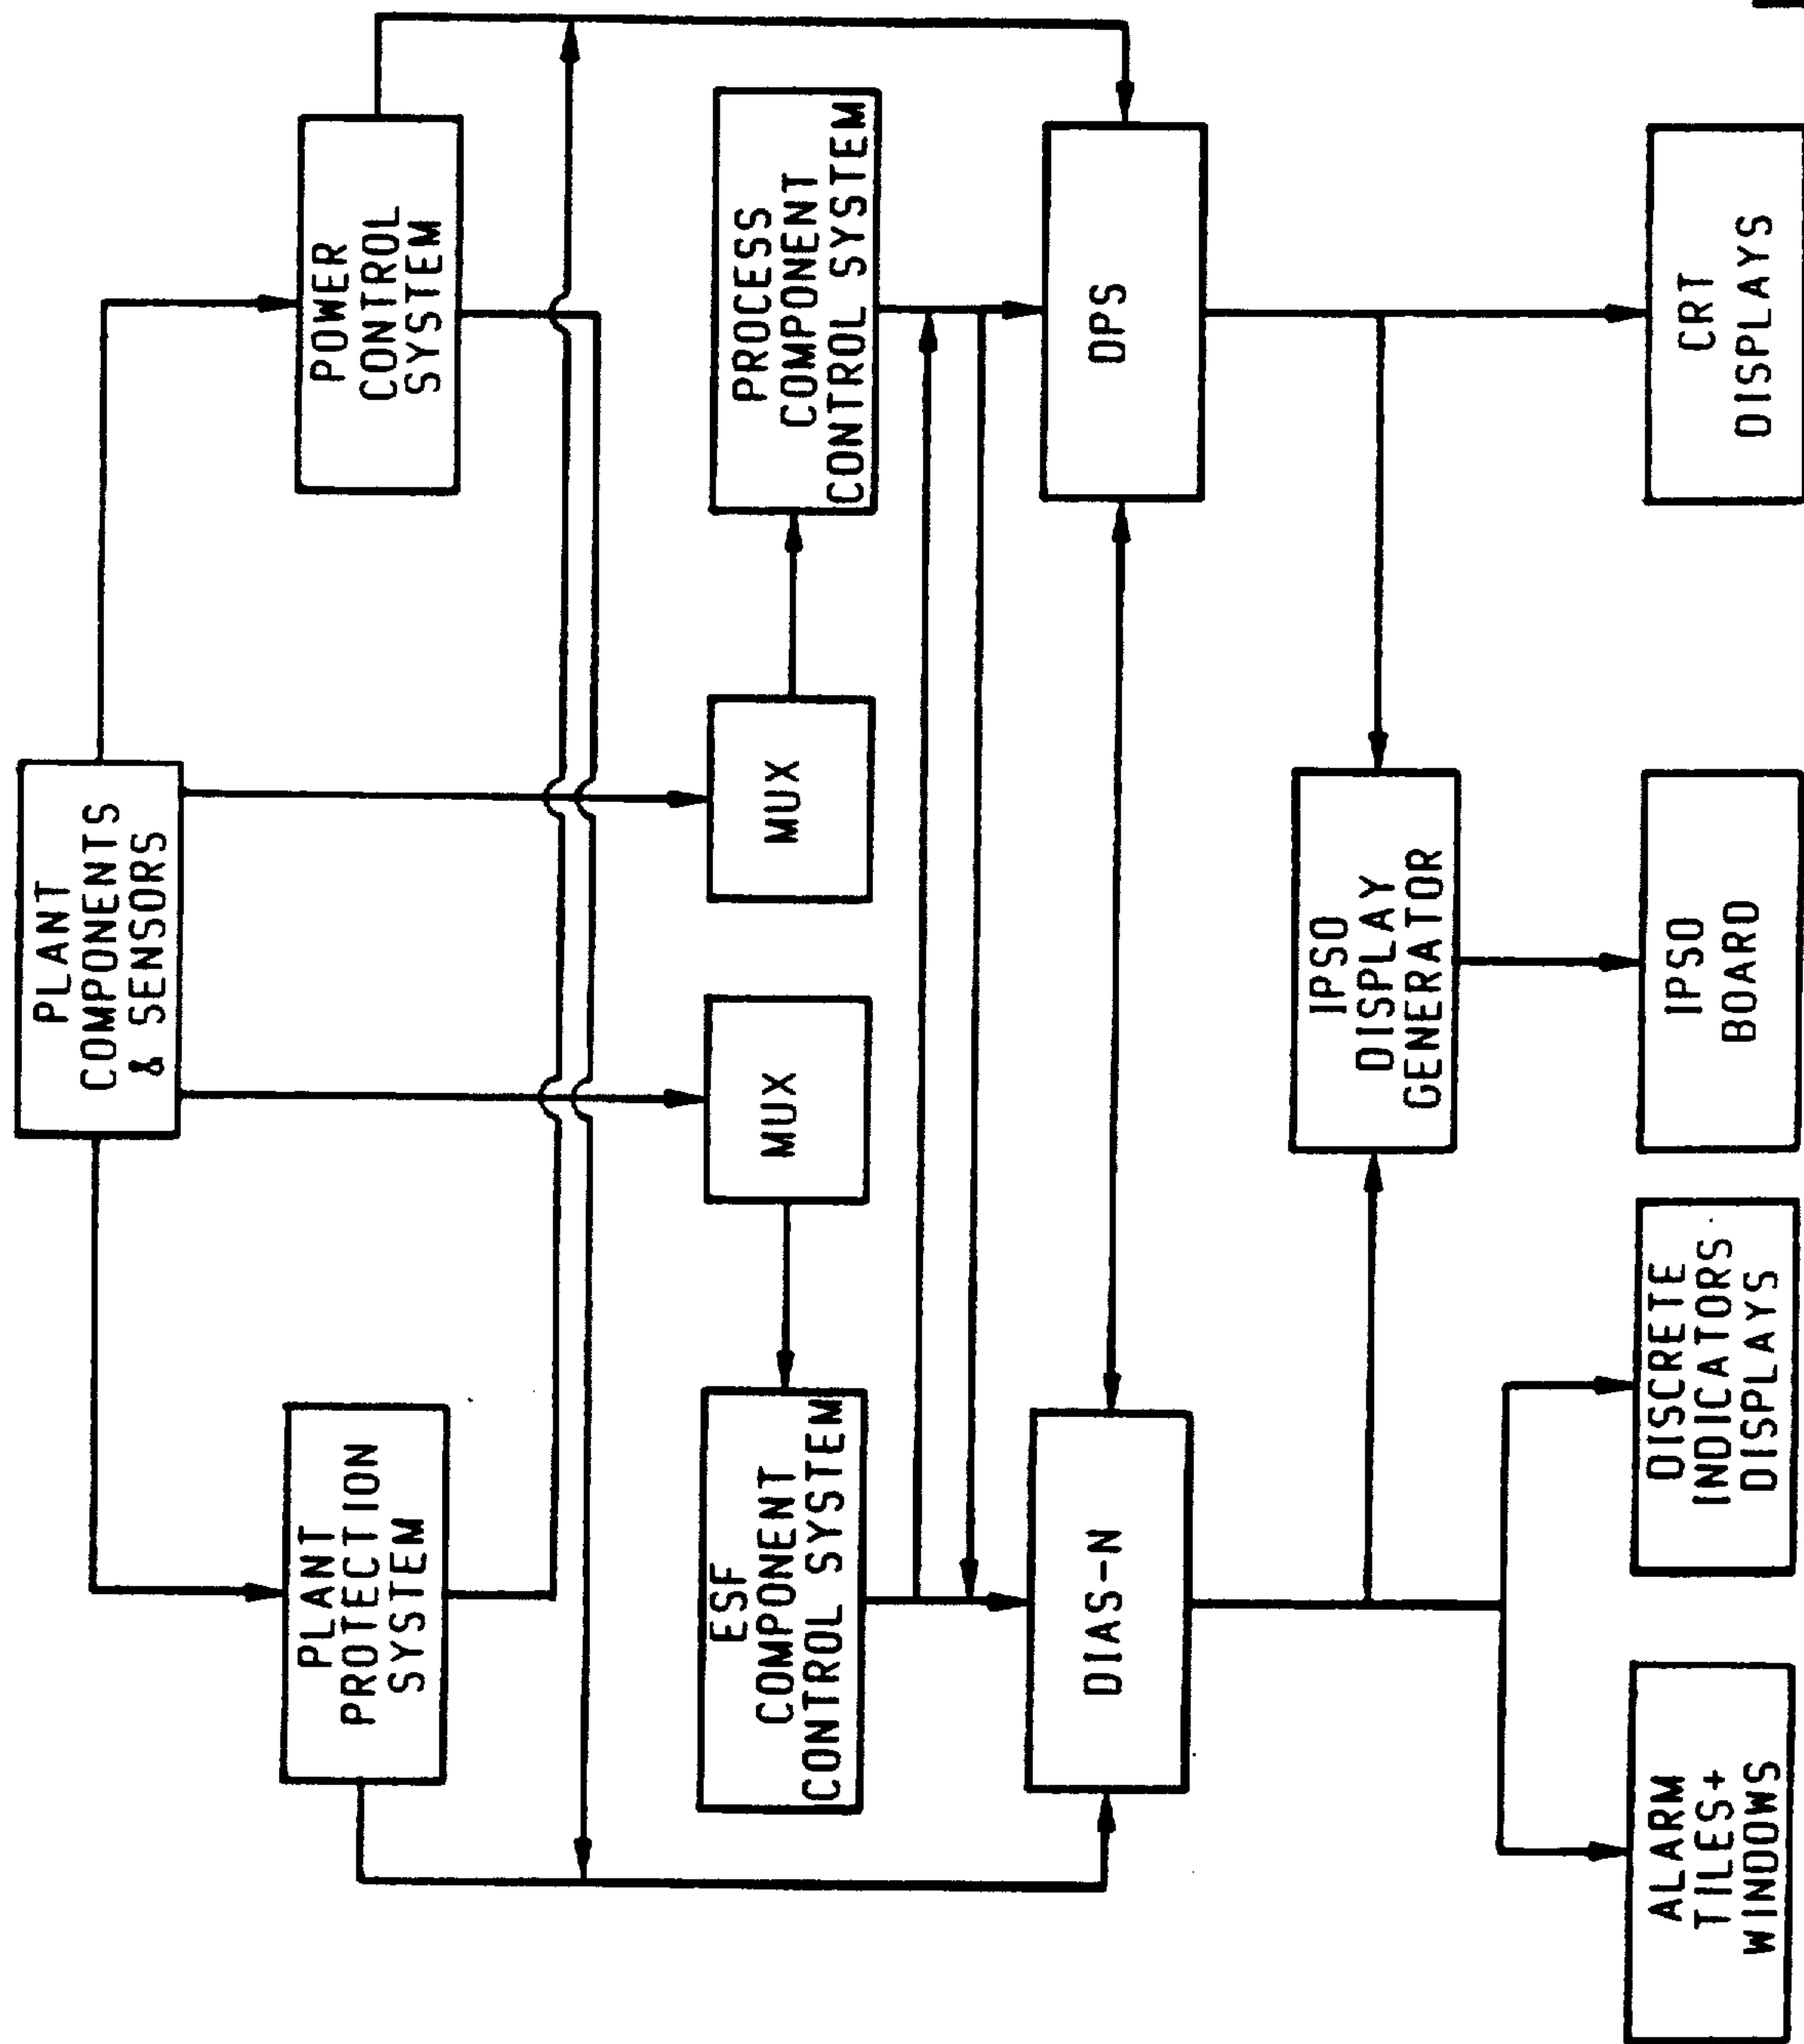 PLANT
COMPONENTS
& SENSORS
PLANT
PROTECTION
SYSTEM
POWER
CONTROL
SYSTEM
ESF
COMPONENT
CONTROL SYSTEM
MUX
MUX
PROCESS
COMPONENT
CONTROL SYSTEM
DIAS-N
DPS
IPSO
DISPLAY
GENERATOR
ALARM
TILES+
WINDOWS
DISCRETE
INDICATORS
DISPLAYS
IPSO
BOARD
CRT
DISPLAYS